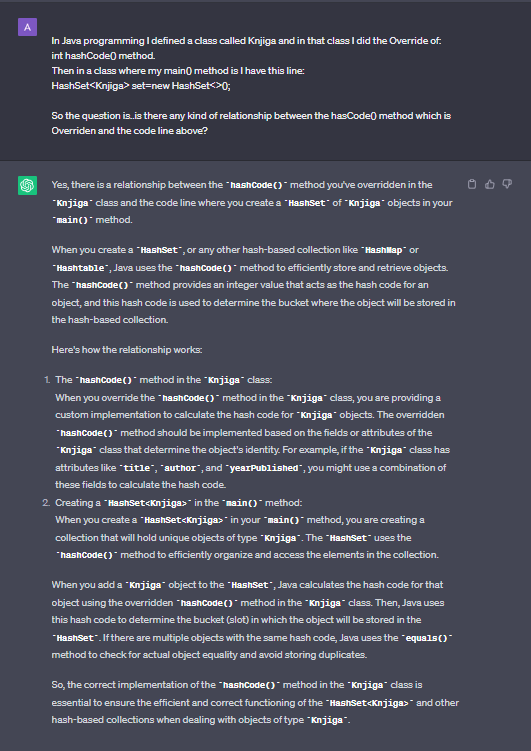 A
In Java programming I defined a class called Knjiga and in that class I did the Override of:
int hashCode() method.
Then in a class where my main() method is I have this line:
HashSet<Knjiga> set=new HashSet<>();
So the question is..is there any kind of relationship between the hasCode() method which is
Overriden and the code line above?
Yes, there is a relationship between the `hashCode()` method you've overridden in the
`Knjiga` class and the code line where you create a `HashSet` of `Knjiga` objects in your
`main()` method.
When you create a `HashSet`, or any other hash-based collection like `HashMap` or
`Hashtable`, Java uses the `hashCode()` method to efficiently store and retrieve objects.
The `hashCode()` method provides an integer value that acts as the hash code for an
object, and this hash code is used to determine the bucket where the object will be stored in
the hash-based collection.
Here's how the relationship works:
1. The `hashCode()` method in the `Knjiga` class:
When you override the `hashCode()` method in the `Knjiga` class, you are providing a
custom implementation to calculate the hash code for `Knjiga` objects. The overridden
`hashCode()` method should be implemented based on the fields or attributes of the
`Knjiga` class that determine the object's identity. For example, if the `Knjiga` class has
attributes like `title`, `author`, and `yearPublished`, you might use a combination of
these fields to calculate the hash code.
2. Creating a `HashSet<Knjiga>` in the `main()` method:
When you create a `HashSet<Knjiga>` in your `main()` method, you are creating a
collection that will hold unique objects of type `Knjiga`. The `HashSet` uses the
`hashCode()` method to efficiently organize and access the elements in the collection.
When you add a `Knjiga` object to the `HashSet`, Java calculates the hash code for that
object using the overridden `hashCode()` method in the `Knjiga` class. Then, Java uses
this hash code to determine the bucket (slot) in which the object will be stored in the
`HashSet`. If there are multiple objects with the same hash code, Java uses the `equals()`
method to check for actual object equality and avoid storing duplicates.
So, the correct implementation of the `hashCode()` method in the `Knjiga` class is
essential to ensure the efficient and correct functioning of the `HashSet<Knjiga>` and other
hash-based collections when dealing with objects of type `Knjiga`.